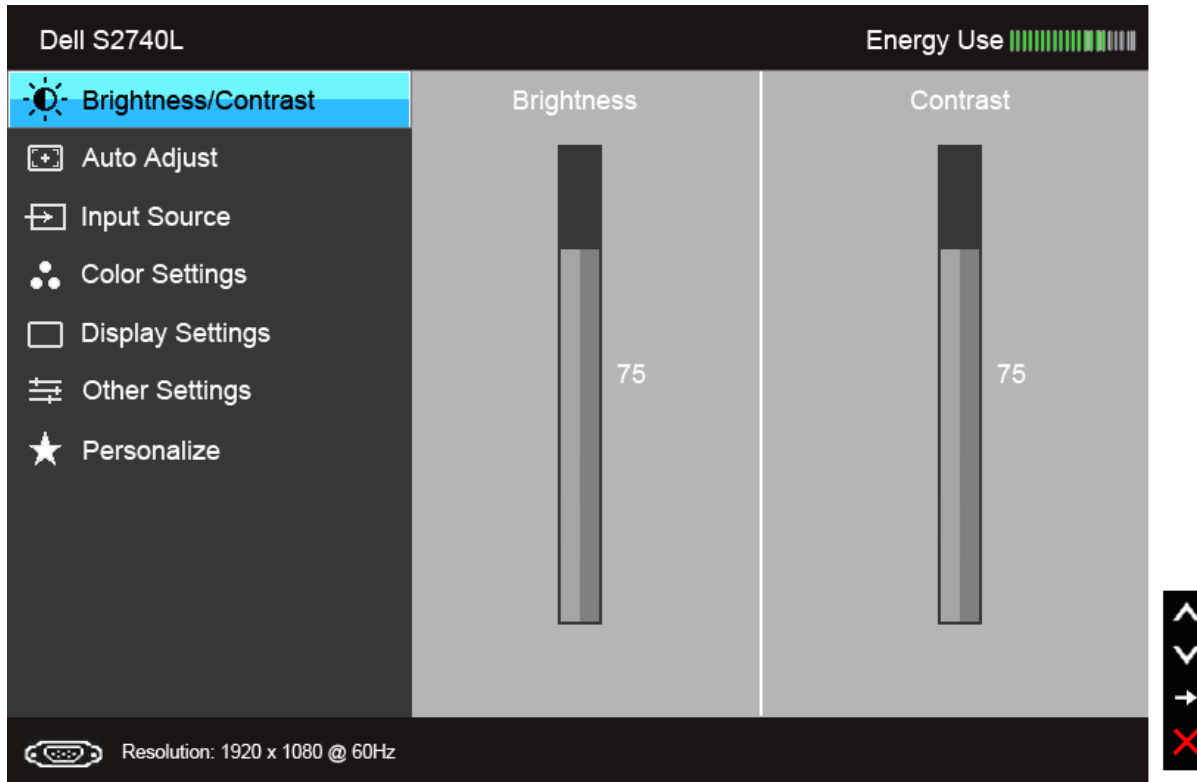 Dell S2740L
Energy Use
Brightness/Contrast
Auto Adjust
Input Source
Color Settings
Display Settings
Other Settings
Personalize
Brightness
Contrast
75
75
Resolution: 1920 x 1080 @ 60Hz